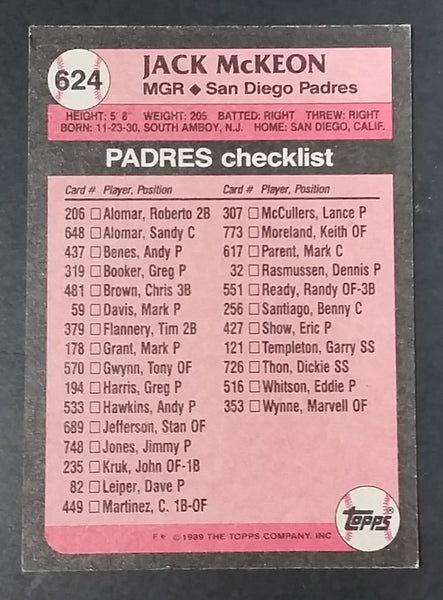 624
JACK McKEON
MGR ◆ San Diego Padres
HEIGHT: 5' 8" WEIGHT: 205 BATTED: RIGHT THREW: RIGHT
BORN: 11-23-30, SOUTH AMBOY, N.J. HOME: SAN DIEGO, CALIF.
PADRES checklist
Card # Player, Position
206 □ Alomar, Roberto 2B
648 □ Alomar, Sandy C
437 □ Benes, Andy P
319 □ Booker, Greg P
481 □ Brown, Chris 3B
59 □ Davis, Mark P
379 □ Flannery, Tim 2B
178 □ Grant, Mark P
570 □ Gwynn, Tony OF
194 □ Harris, Greg P
533 □ Hawkins, Andy P
689 □ Jefferson, Stan OF
748 □ Jones, Jimmy P
235 □ Kruk, John OF-1B
82 □ Leiper, Dave P
449 □ Martinez, C. 1B-OF
Card # Player, Position
307 □ McCullers, Lance P
773 □ Moreland, Keith OF
617 □ Parent, Mark C
32 □ Rasmussen, Dennis P
551 □ Ready, Randy OF-3B
256 □ Santiago, Benny C
427 □ Show, Eric P
121 □ Templeton, Garry SS
726 □ Thon, Dickie SS
516 □ Whitson, Eddie P
353 □ Wynne, Marvell OF
Topps®
© 1989 THE TOPPS COMPANY, INC.